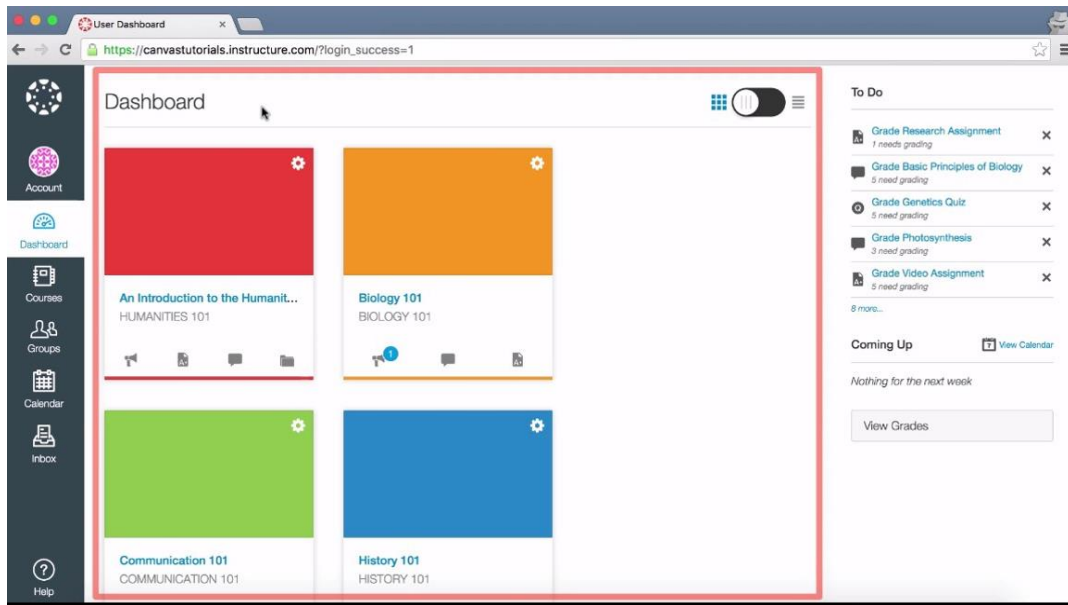 User Dashboard
https://canvastutorials.instructure.com/?login_success=1
Account
Dashboard
Courses
Groups
Calendar
Inbox
Help
Dashboard
An Introduction to the Humanit...
HUMANITIES 101
Biology 101
BIOLOGY 101
1
Communication 101
COMMUNICATION 101
History 101
HISTORY 101
To Do
Grade Research Assignment
1 needs grading
Grade Basic Principles of Biology
5 need grading
Grade Genetics Quiz
5 need grading
Grade Photosynthesis
3 need grading
Grade Video Assignment
5 need grading
8 more...
Coming Up
View Calendar
Nothing for the next week
View Grades